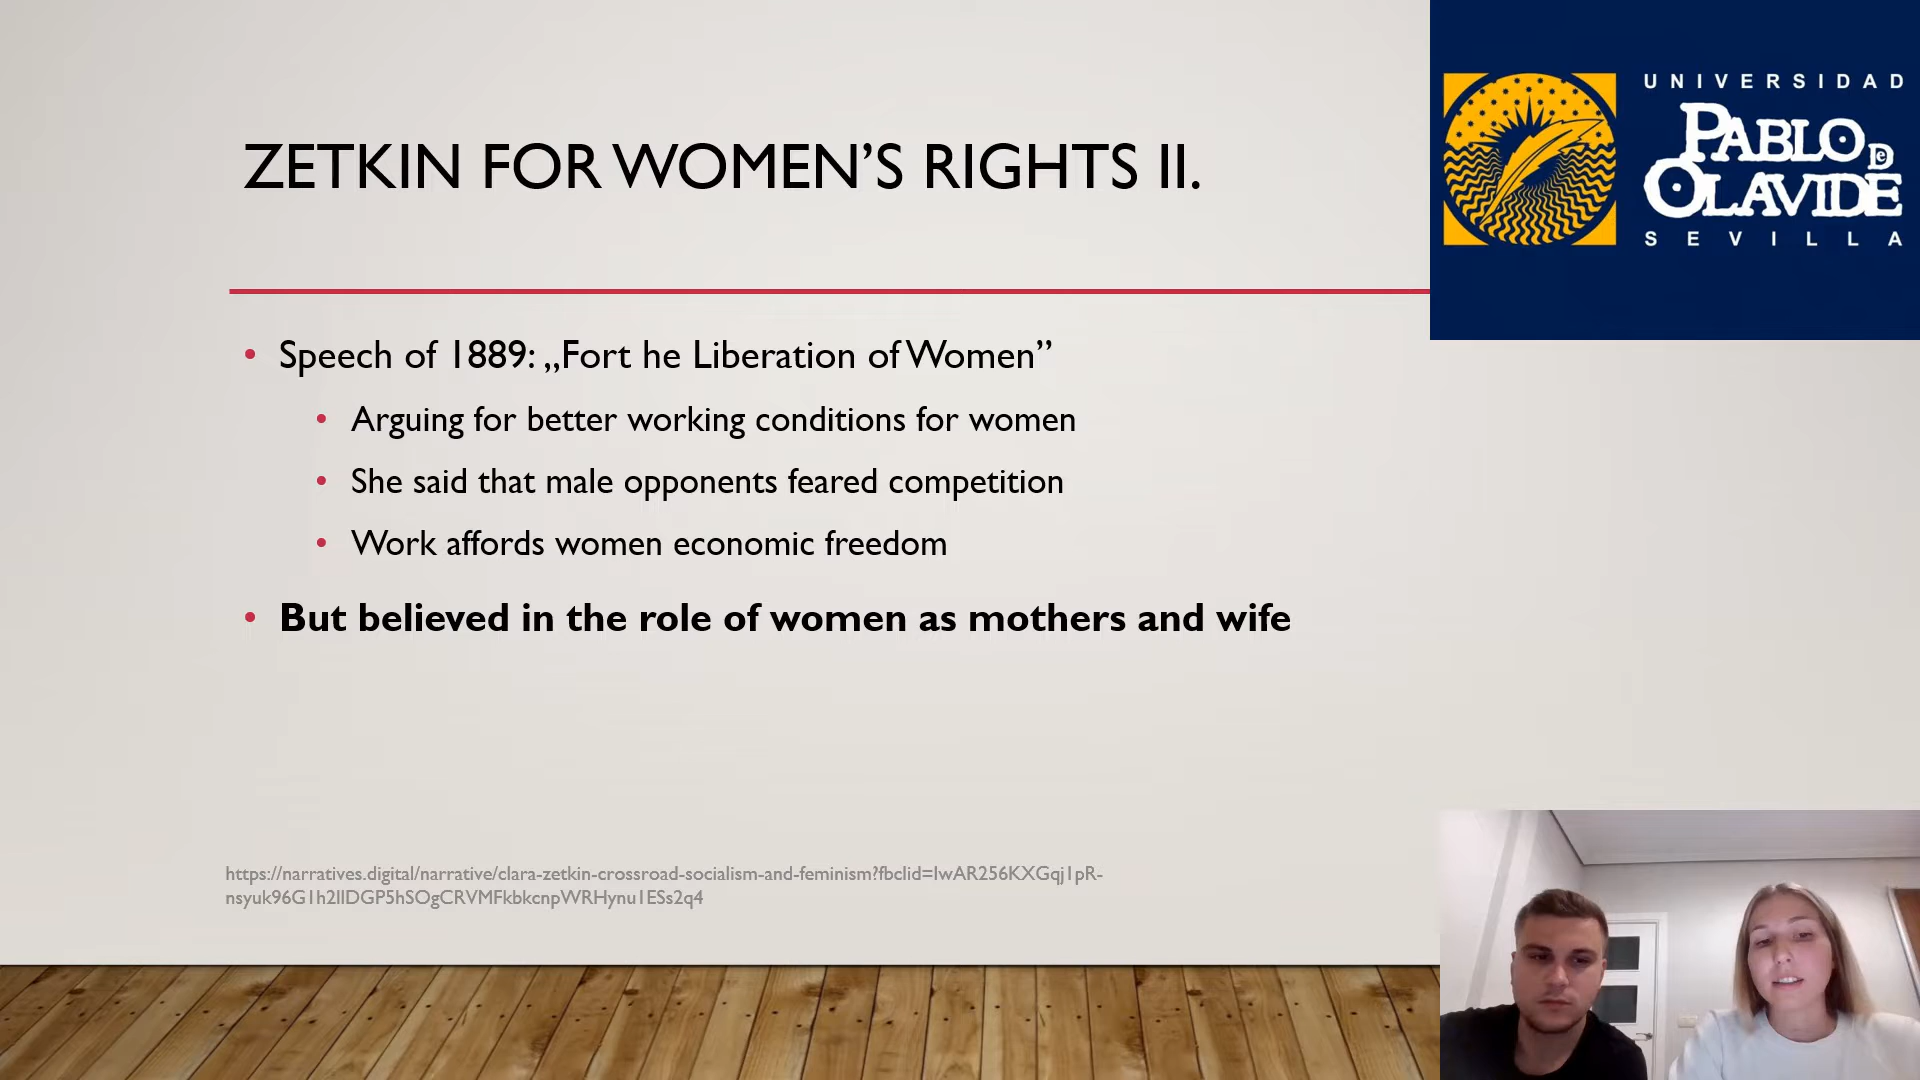 ZETKIN FOR WOMEN’S RIGHTS II.
UNIVERSIDAD
PABLO DE
OLAVIDE
SEVILLA
• Speech of 1889: „Fort he Liberation of Women”
• Arguing for better working conditions for women
• She said that male opponents feared competition
• Work affords women economic freedom
• But believed in the role of women as mothers and wife
https://narratives.digital/narrative/clara-zetkin-crossroad-socialism-and-feminism?fbclid=IwAR256KXGqj1pR-
nsyuk96G1h2lIDGP5hSOgCRVMFkbkcnpWRHynu1ESs2q4